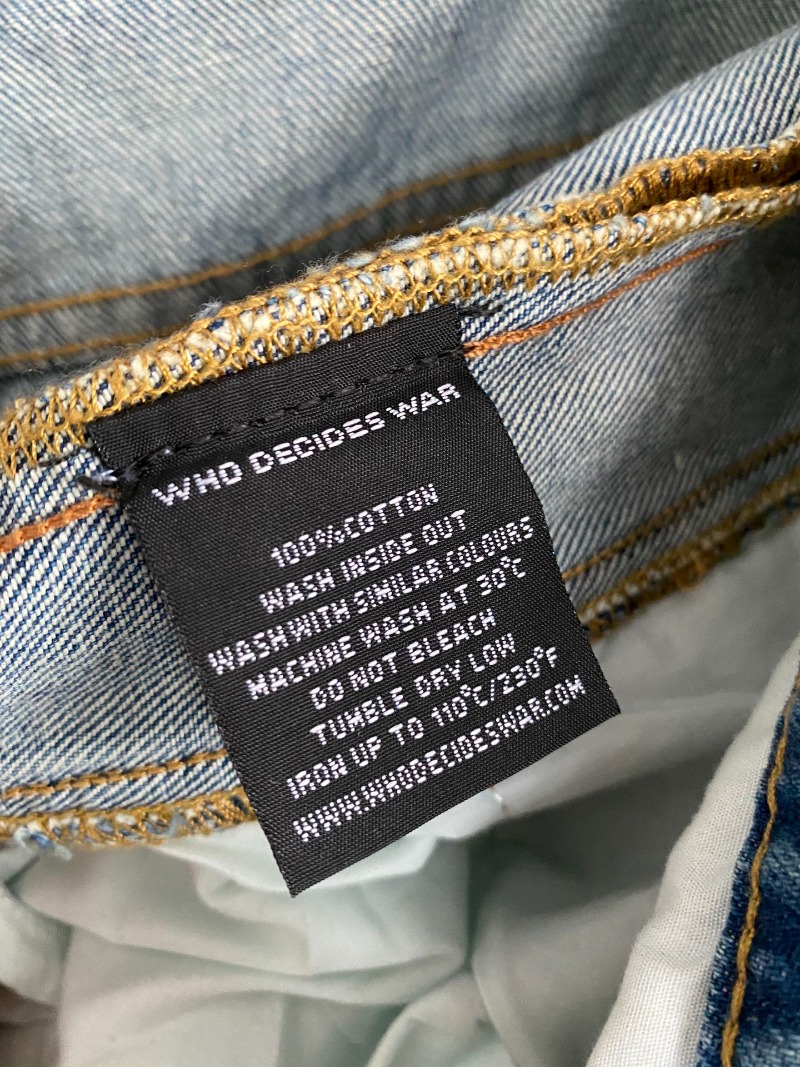 WHO DECIDES WAR
100% COTTON
WASH INSIDE OUT
WASH WITH SIMILAR COLOURS
MACHINE WASH AT 30°C
DO NOT BLEACH
TUMBLE DRY LOW
IRON UP TO 110°C/230°F
WWW.WHODECIDESWAR.COM